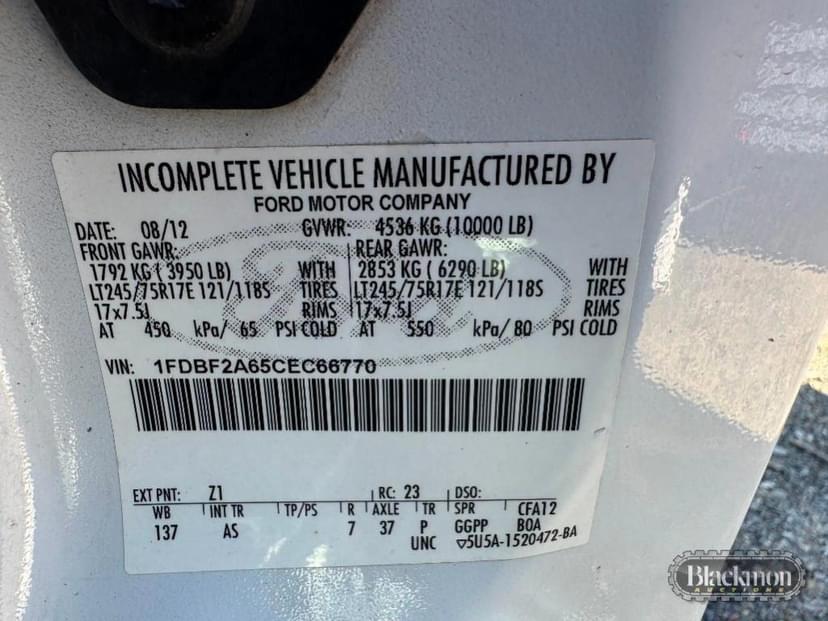 INCOMPLETE VEHICLE MANUFACTURED BY
FORD MOTOR COMPANY
DATE: 08/12 GVWR: 4536 KG (10000 LB)
FRONT GAWR: REAR GAWR:
1792 KG ( 3950 LB) WITH 2853 KG ( 6290 LB) WITH
LT245/75R17E 121/118S TIRES LT245/75R17E 121/118S TIRES
17x7.5J RIMS 17x7.5J RIMS
AT 450 kPa/ 65 PSI COLD AT 550 kPa/ 80 PSI COLD
VIN: 1FDBF2A65CEC66770
EXT PNT: Z1 RC: 23 DSO:
WB INT TR TP/PS R AXLE TR SPR CFA12
137 AS 7 37 P GGPP BOA
UNC ▽5U5A-1520472-BA
Blackmon
AUCTIONS